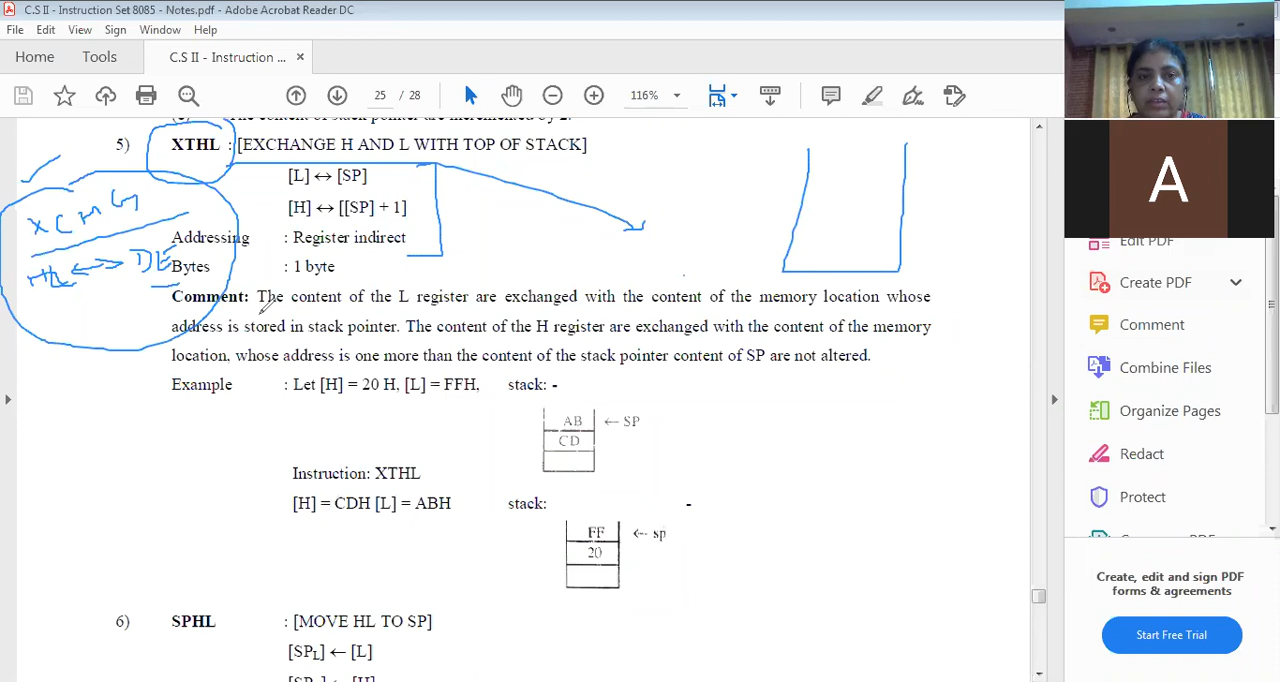 C.S II - Instruction Set 8085 - Notes.pdf - Adobe Acrobat Reader DC
File Edit View Window Sign Help
Home Tools C.S II - Instruction ... ×
25 / 28 116%
5) XTHL : [EXCHANGE H AND L WITH TOP OF STACK]
[L] ↔ [SP]
[H] ↔ [[SP] + 1]
XCHG
HL ↔ DE
Addressing : Register indirect
Bytes : 1 byte
Comment: The content of the L register are exchanged with the content of the memory location whose
address is stored in stack pointer. The content of the H register are exchanged with the content of the memory
location, whose address is one more than the content of the stack pointer content of SP are not altered.
Example : Let [H] = 20 H, [L] = FFH, stack: -
AB ← SP
CD
Instruction: XTHL
[H] = CDH [L] = ABH stack: -
FF ← sp
20
6) SPHL : [MOVE HL TO SP]
[SPL] ← [L]
A
Edit PDF
Create PDF
Comment
Combine Files
Organize Pages
Redact
Protect
Create, edit and sign PDF
forms & agreements
Start Free Trial